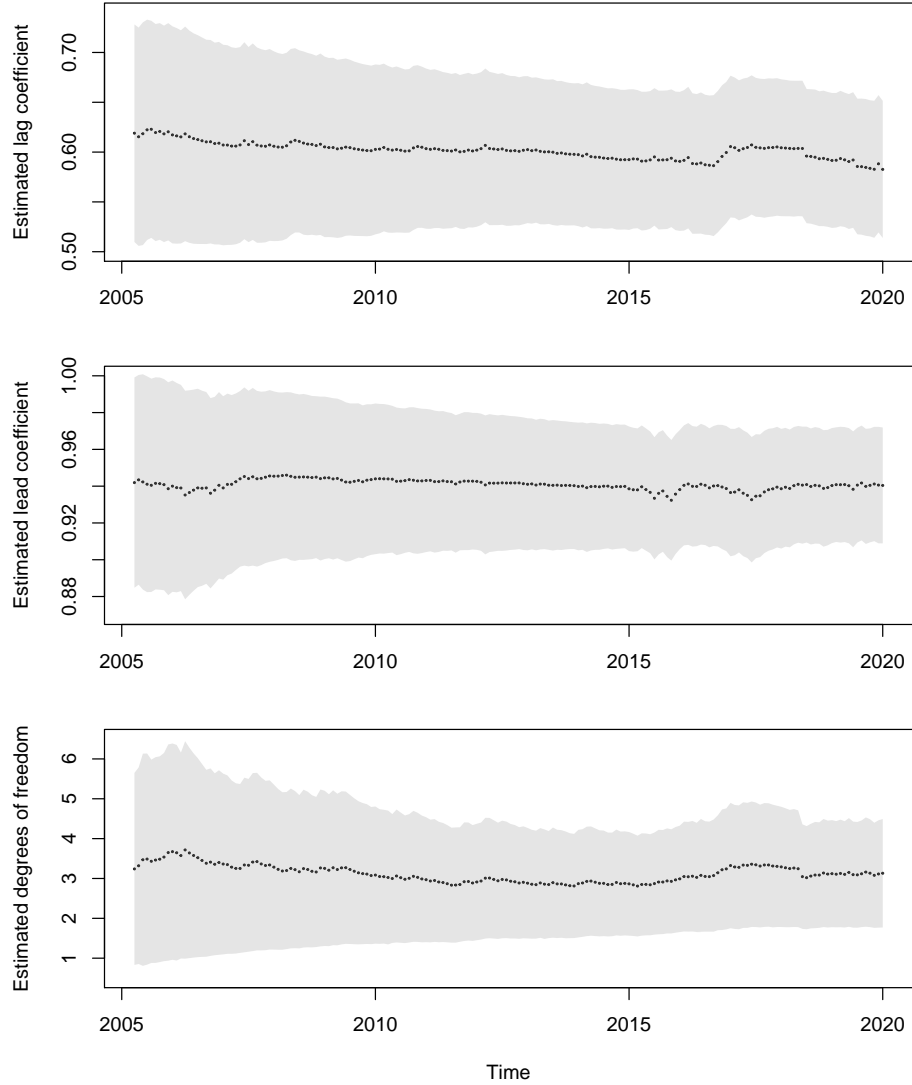 Estimated lag coefficient
0.70
0.60
0.50
2005 2010 2015 2020
Estimated lead coefficient
1.00
0.96
0.92
0.88
2005 2010 2015 2020
Estimated degrees of freedom
6
5
4
3
2
1
2005 2010 2015 2020
Time